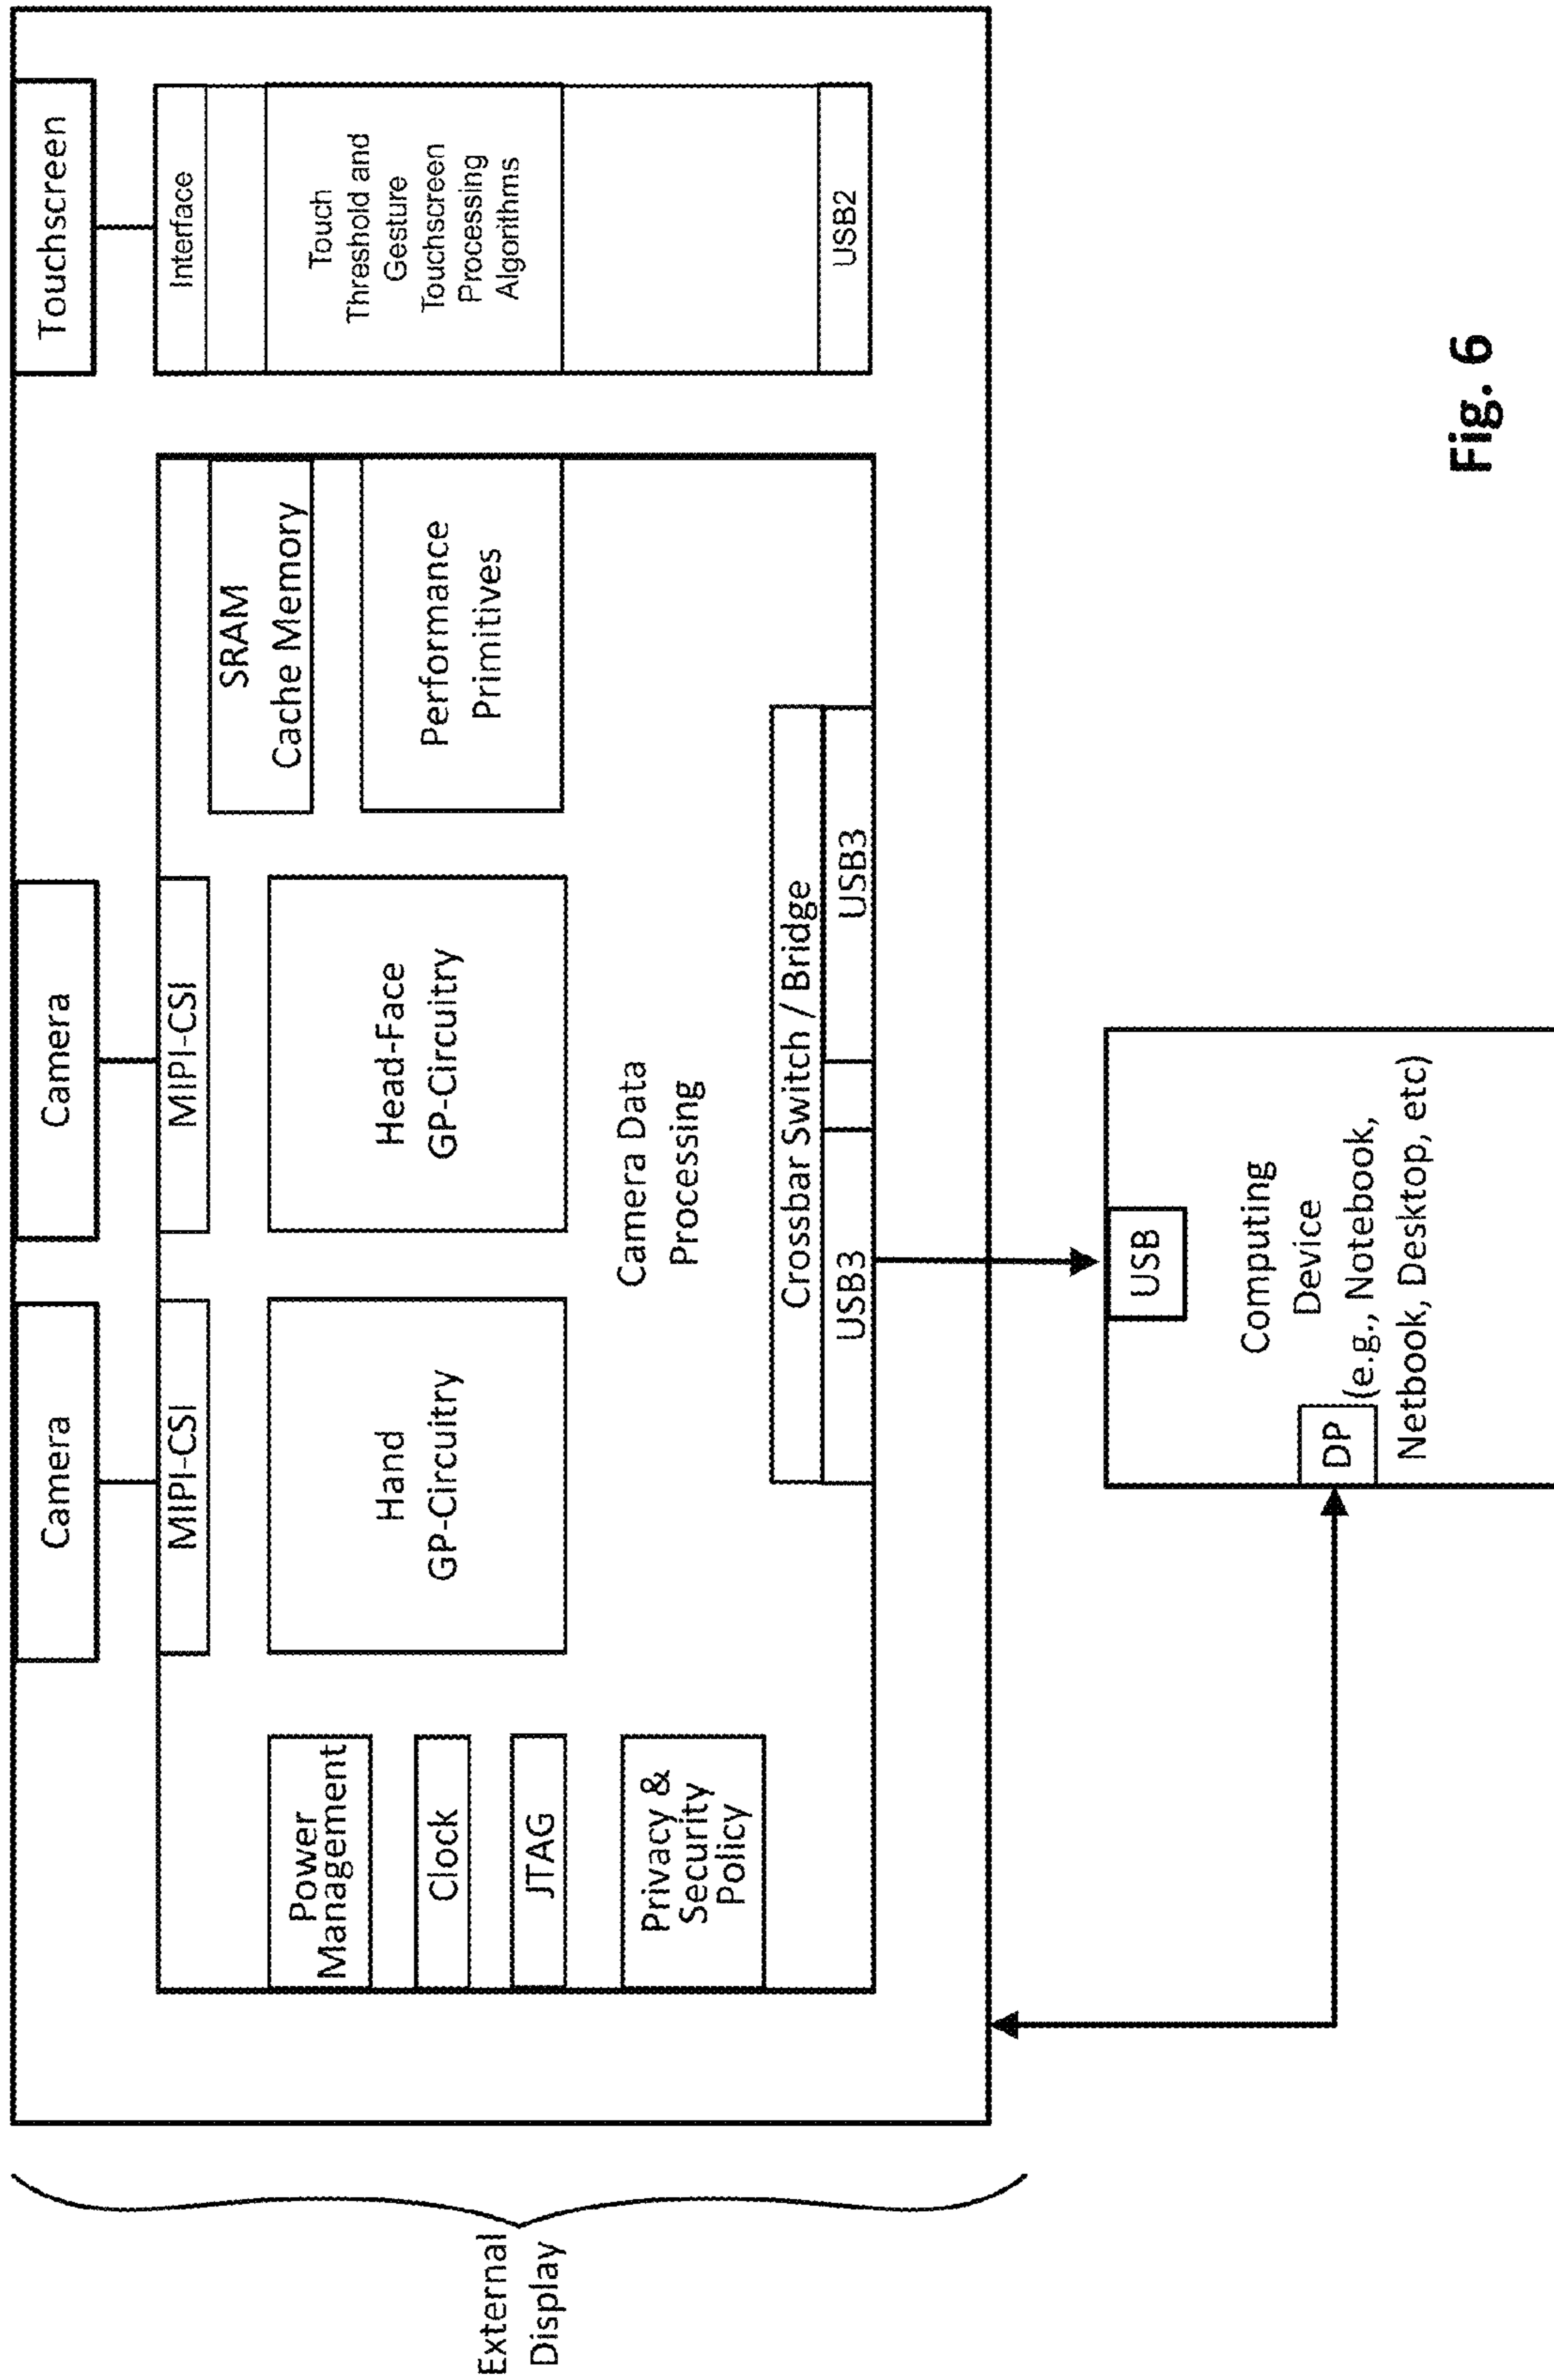 External
Display
Camera
Camera
Touchscreen
MIPI-CSI
MIPI-CSI
Interface
Power
Management
Clock
JTAG
Privacy &
Security
Policy
Hand
GP-Circuitry
Head-Face
GP-Circuitry
SRAM
Cache Memory
Performance
Primitives
Camera Data
Processing
Touch
Threshold and
Gesture
Touchscreen
Processing
Algorithms
Crossbar Switch / Bridge
USB3
USB3
USB2
USB
DP
Computing
Device
(e.g., Notebook,
Netbook, Desktop, etc)
Fig. 6